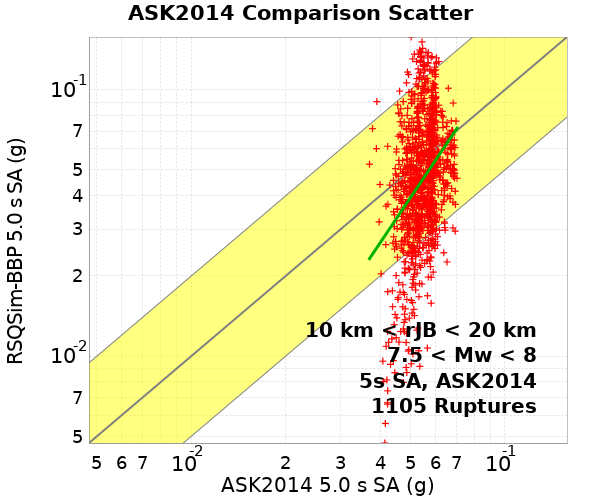 ASK2014 Comparison Scatter
RSQSim-BBP 5.0 s SA (g)
10-1
7
5
4
3
2
10-2
7
5
10 km < rJB < 20 km
7.5 < Mw < 8
5s SA, ASK2014
1105 Ruptures
5 6 7 10-2 2 3 4 5 6 7 10-1
ASK2014 5.0 s SA (g)